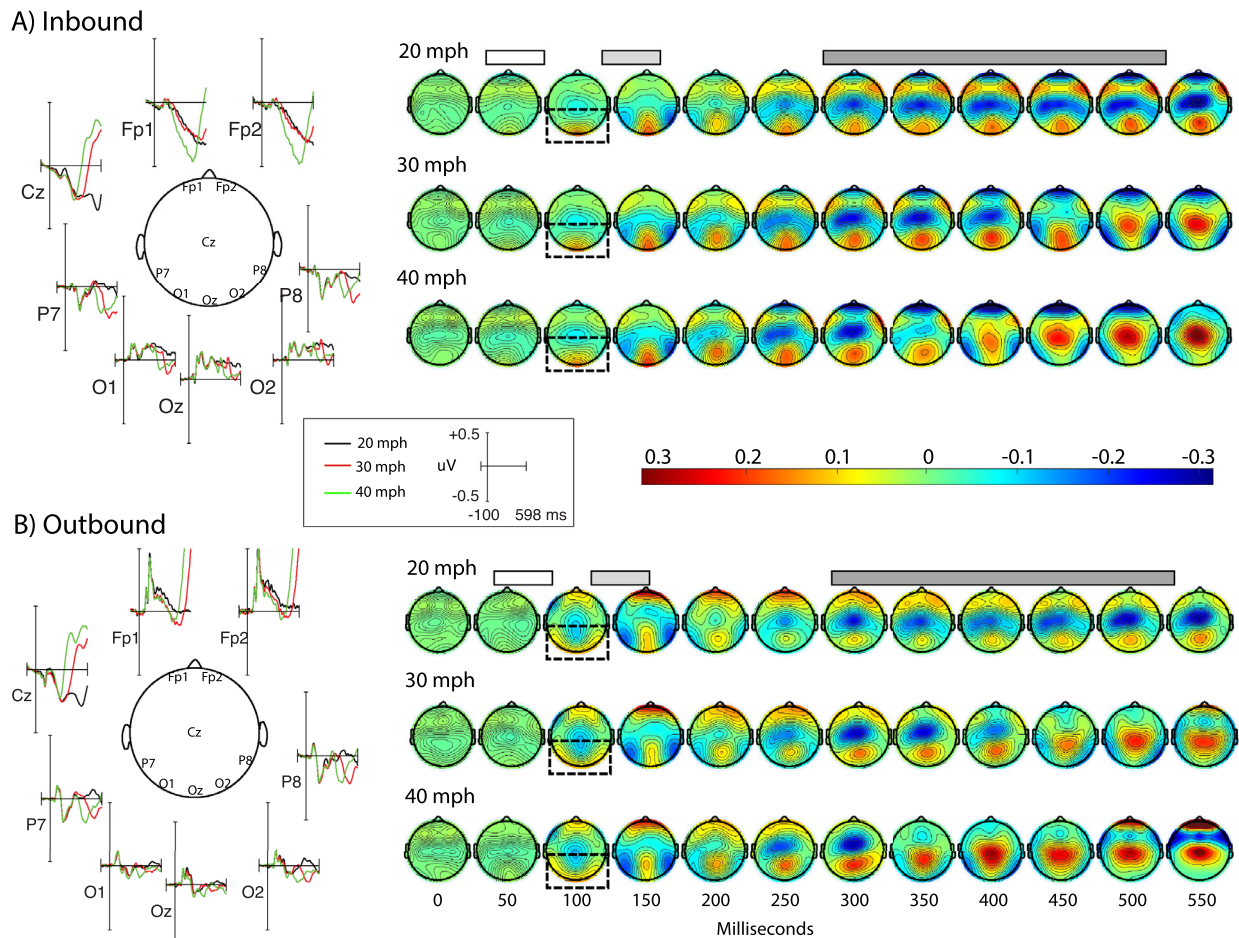 A) Inbound
20 mph
Fp1
Fp2
Cz
Fp1 Fp2
Cz
P7
P8
O1
Oz
O2
P7
P8
O1
Oz
O2
30 mph
40 mph
20 mph
30 mph
40 mph
+0.5
uV
-0.5
-100 598 ms
0.3 0.2 0.1 0 -0.1 -0.2 -0.3
B) Outbound
20 mph
Fp1
Fp2
Cz
Fp1 Fp2
Cz
P7
P8
O1
Oz
O2
P7
P8
O1
Oz
O2
30 mph
40 mph
0 50 100 150 200 250 300 350 400 450 500 550
Milliseconds